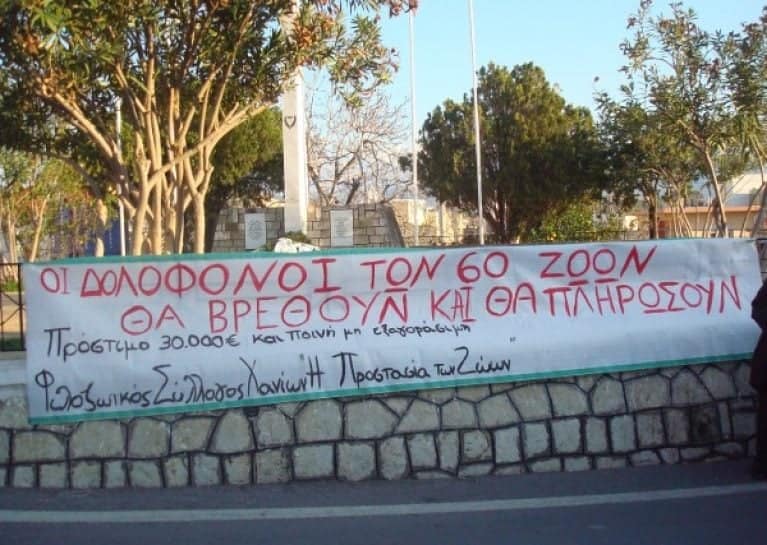 ΟΙ ΔΟΛΟΦΟΝΟΙ ΤΩΝ 60 ΖΩΩΝ
ΘΑ ΒΡΕΘΟΥΝ ΚΑΙ ΘΑ ΠΛΗΡΩΣΟΥΝ
Πρόστιμο 30.000€ και ποινή μη εξαγοράσιμη
Φιλοζωικός Σύλλογος Χανίων "Η Προστασία των Ζώων"